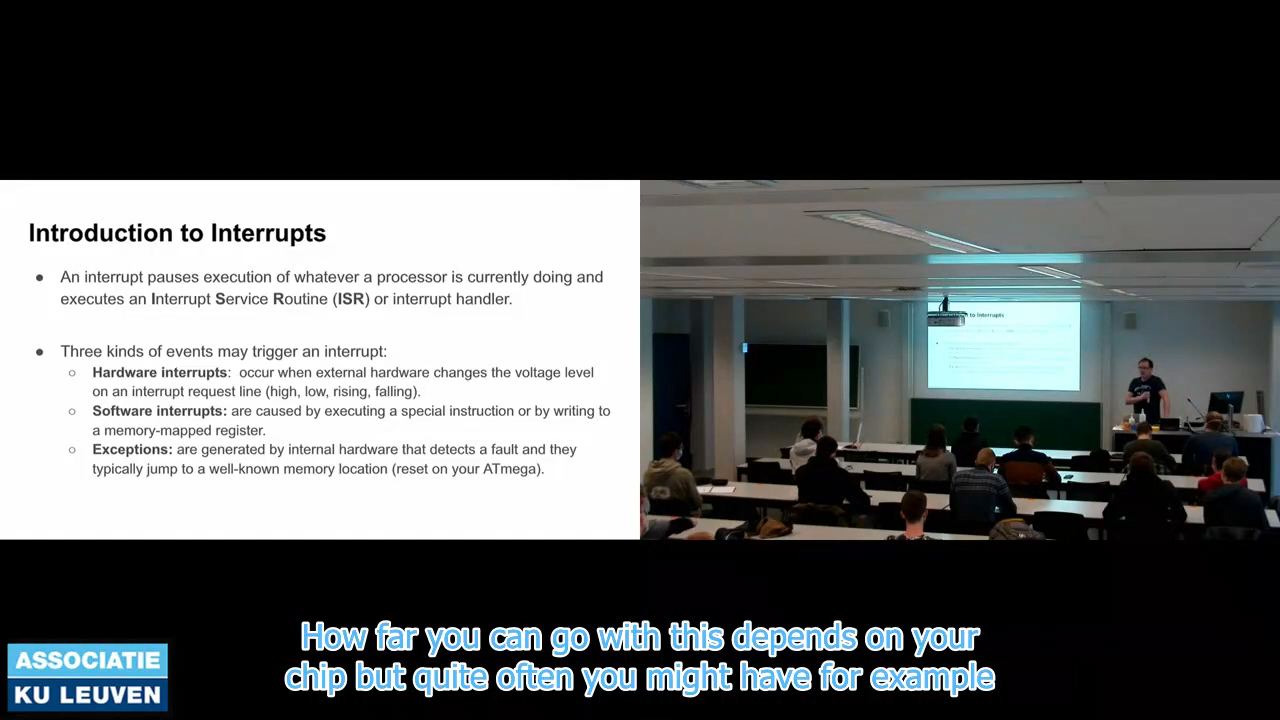 Introduction to Interrupts
● An interrupt pauses execution of whatever a processor is currently doing and
executes an Interrupt Service Routine (ISR) or interrupt handler.
● Three kinds of events may trigger an interrupt:
○ Hardware interrupts: occur when external hardware changes the voltage level
on an interrupt request line (high, low, rising, falling).
○ Software interrupts: are caused by executing a special instruction or by writing to
a memory-mapped register.
○ Exceptions: are generated by internal hardware that detects a fault and they
typically jump to a well-known memory location (reset on your ATmega).
to Interrupts
How far you can go with this depends on your
chip but quite often you might have for example
ASSOCIATIE
KU LEUVEN